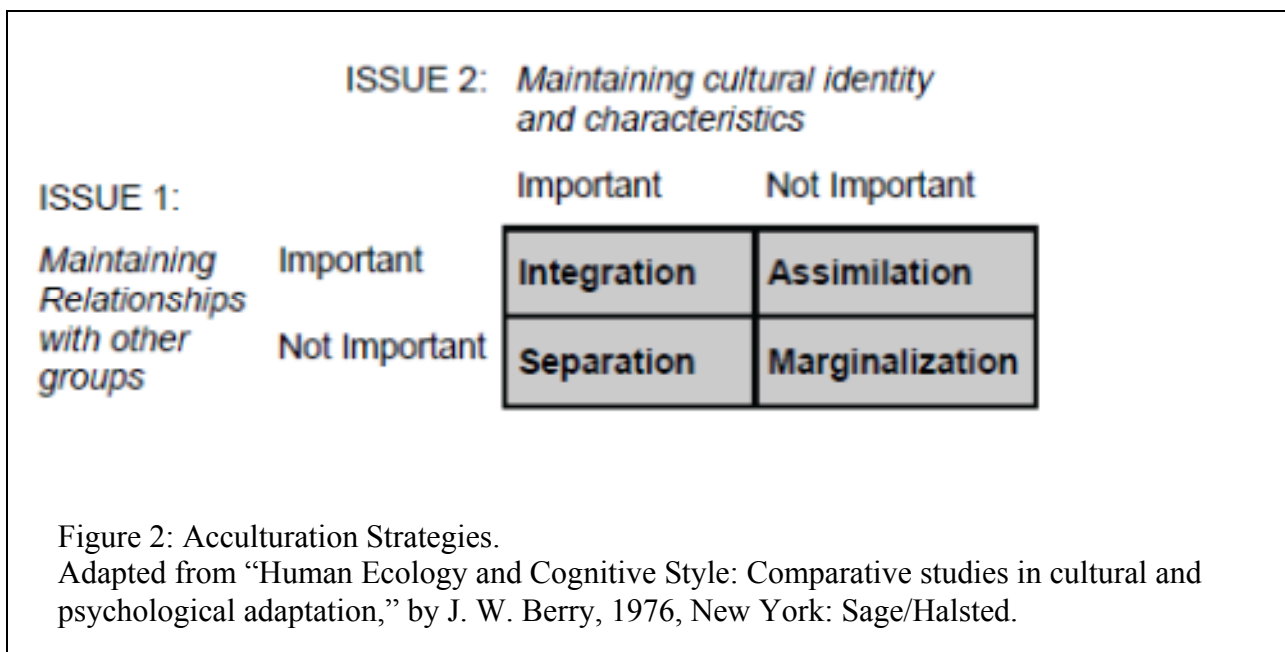 ISSUE 2: Maintaining cultural identity
and characteristics
ISSUE 1:
Important Not Important
Maintaining
Relationships
with other
groups
Important
Integration Assimilation
Not Important
Separation Marginalization
Figure 2: Acculturation Strategies.
Adapted from “Human Ecology and Cognitive Style: Comparative studies in cultural and
psychological adaptation,” by J. W. Berry, 1976, New York: Sage/Halsted.